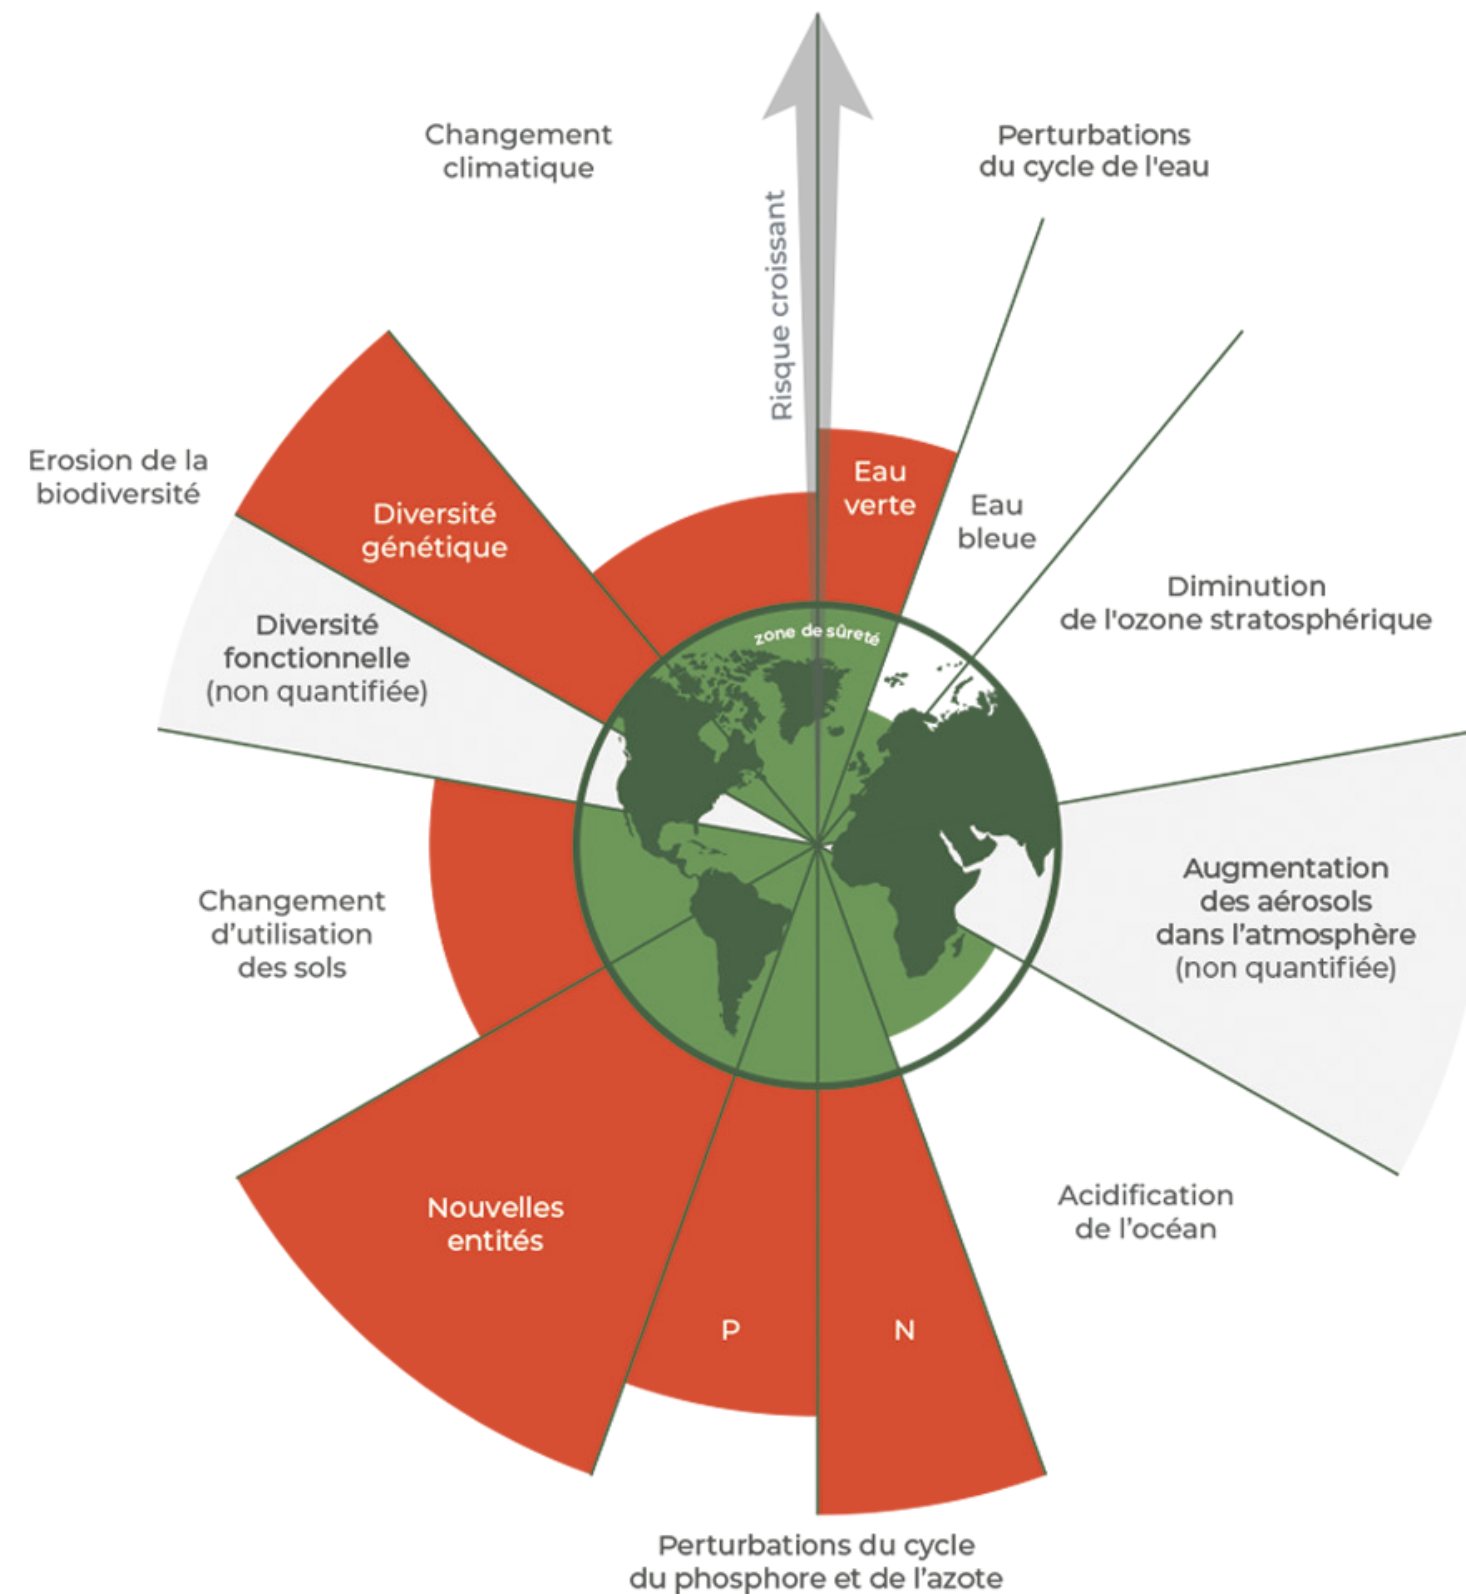 Changement
climatique
Perturbations
du cycle de l'eau
Risque croissant
Eau
verte
Eau
bleue
Erosion de la
biodiversité
Diversité
génétique
Diversité
fonctionnelle
(non quantifiée)
Diminution
de l'ozone stratosphérique
zone de sûreté
Changement
d’utilisation
des sols
Augmentation
des aérosols
dans l’atmosphère
(non quantifiée)
Nouvelles
entités
Acidification
de l’océan
P
N
Perturbations du cycle
du phosphore et de l’azote